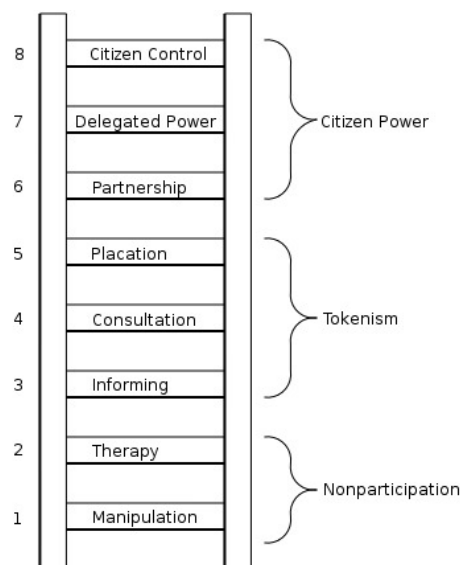 8 Citizen Control
7 Delegated Power Citizen Power
6 Partnership
5 Placation
4 Consultation Tokenism
3 Informing
2 Therapy
Nonparticipation
1 Manipulation